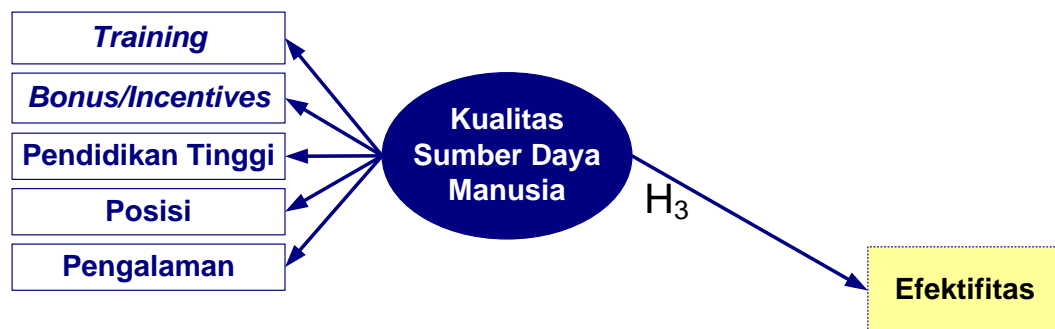 Training
Bonus/Incentives
Pendidikan Tinggi
Posisi
Pengalaman
Kualitas
Sumber Daya
Manusia
H₃
Efektifitas